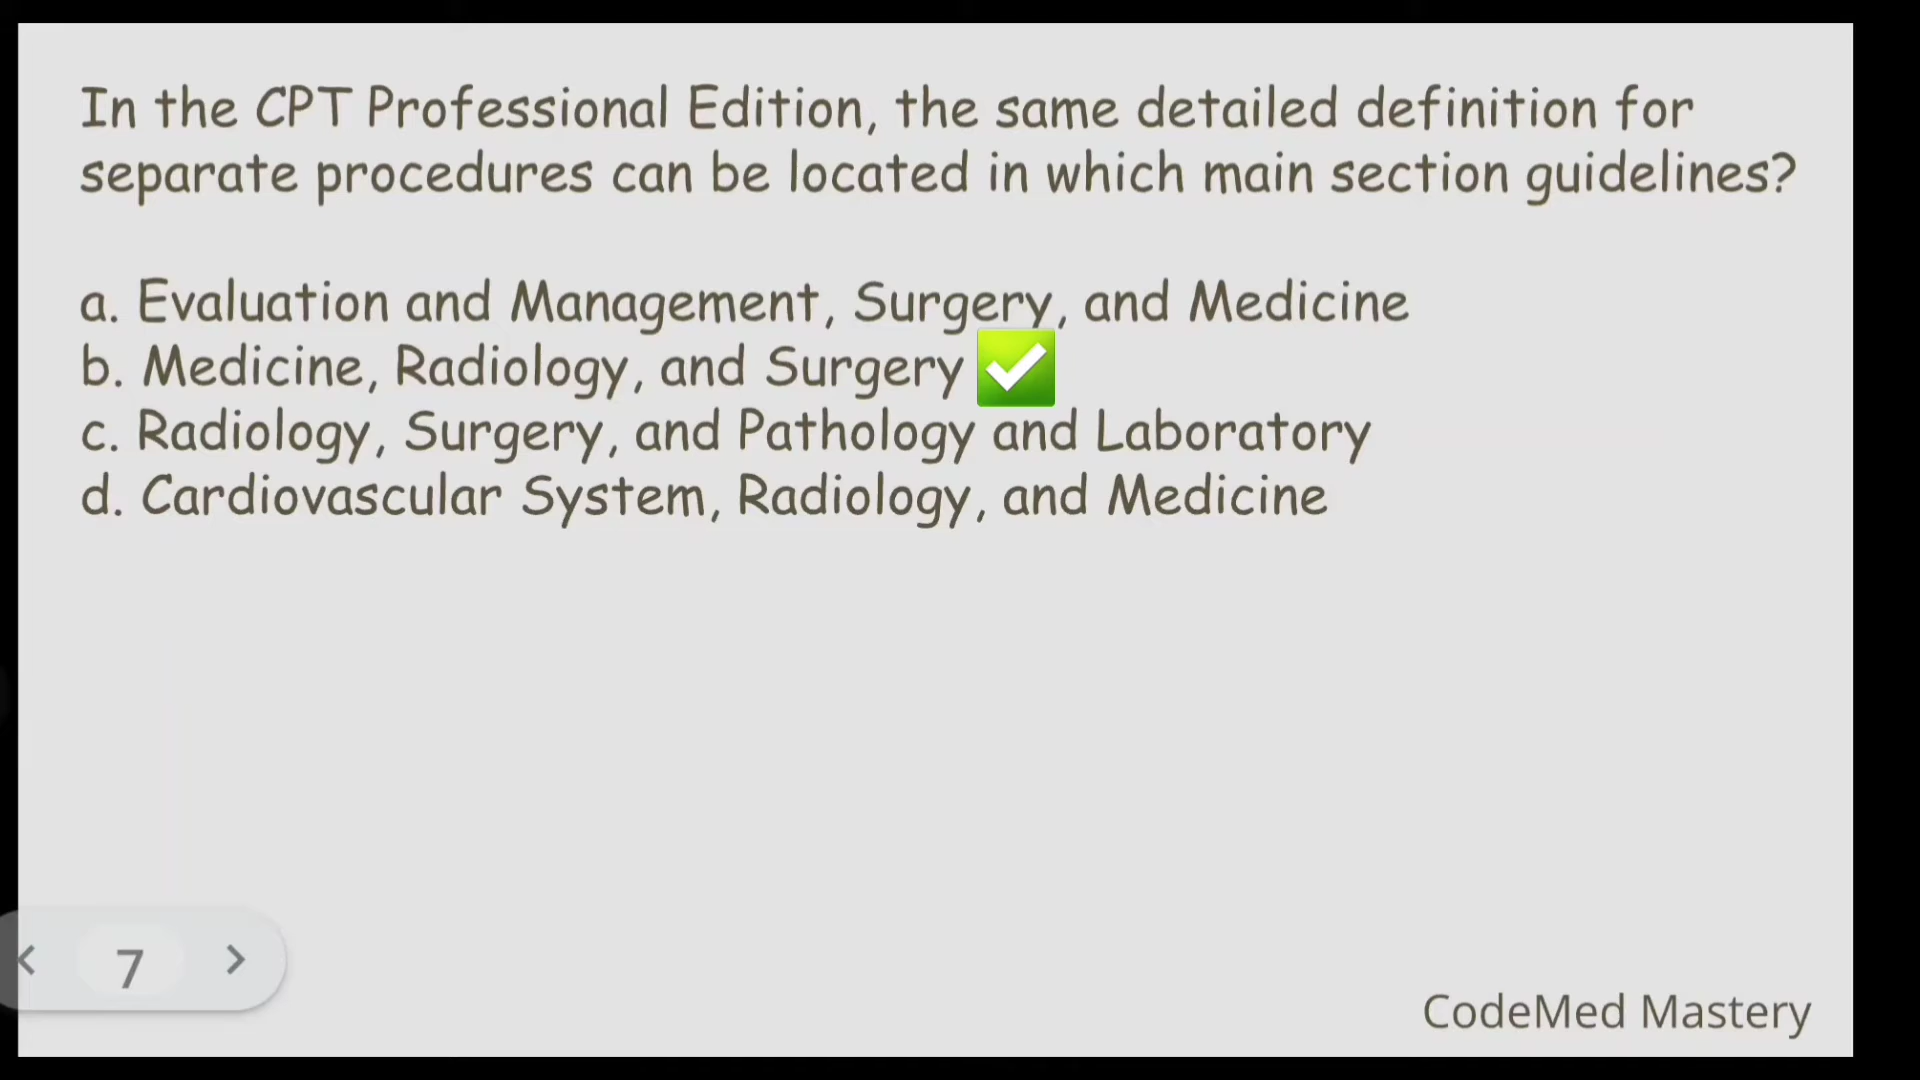 In the CPT Professional Edition, the same detailed definition for
separate procedures can be located in which main section guidelines?
a. Evaluation and Management, Surgery, and Medicine
b. Medicine, Radiology, and Surgery ✅
c. Radiology, Surgery, and Pathology and Laboratory
d. Cardiovascular System, Radiology, and Medicine
7
CodeMed Mastery